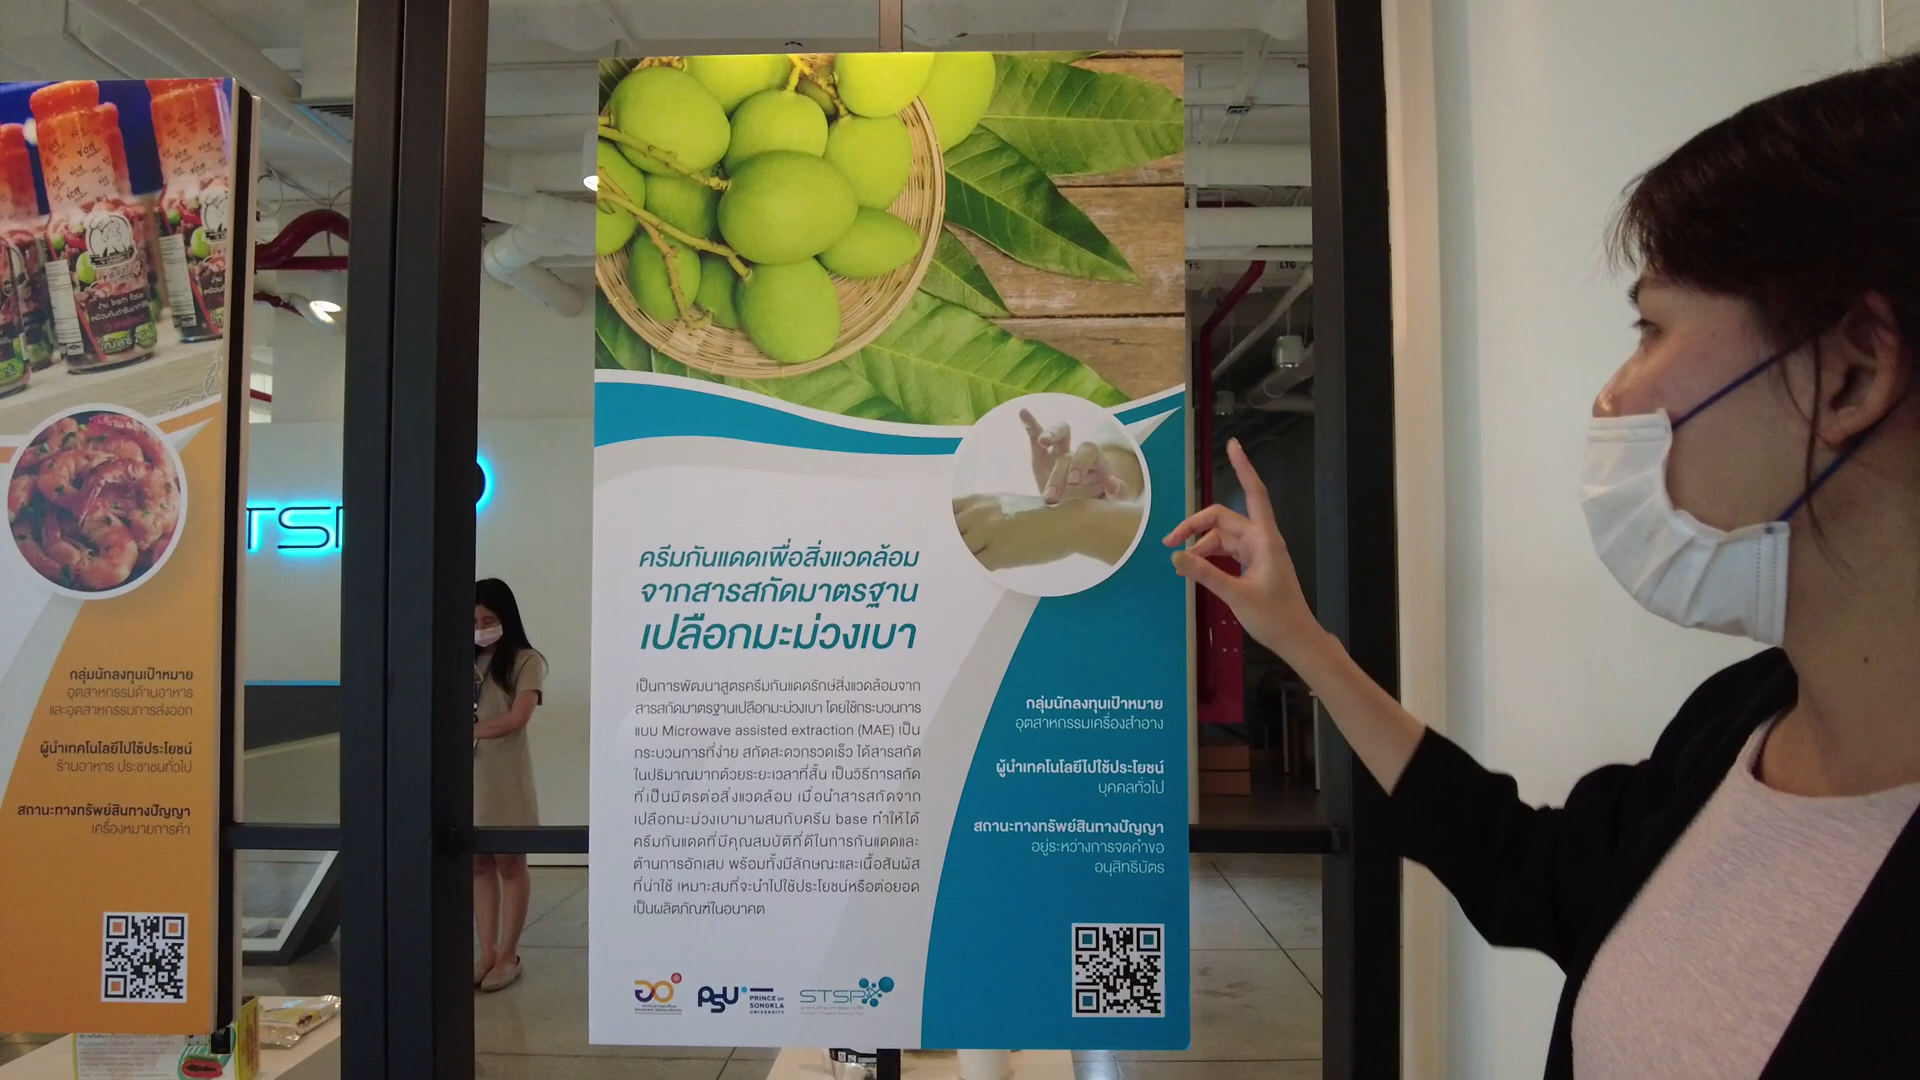 TSP
กลุ่มนักลงทุนเป้าหมาย
อุตสาหกรรมด้านอาหาร
และอุตสาหกรรมการส่งออก
ผู้นำเทคโนโลยีไปใช้ประโยชน์
ร้านอาหาร ประชาชนทั่วไป
สถานะทางทรัพย์สินทางปัญญา
เครื่องหมายการค้า
ครีมกันแดดเพื่อสิ่งแวดล้อม
จากสารสกัดมาตรฐาน
เปลือกมะม่วงเบา
เป็นการพัฒนาสูตรครีมกันแดดรักษ์สิ่งแวดล้อมจาก
สารสกัดมาตรฐานเปลือกมะม่วงเบา โดยใช้กระบวนการ
แบบ Microwave assisted extraction (MAE) เป็น
กระบวนการที่ง่าย สกัดสะดวกรวดเร็ว ได้สารสกัด
ในปริมาณมากด้วยระยะเวลาที่สั้น เป็นวิธีการสกัด
ที่เป็นมิตรต่อสิ่งแวดล้อม เมื่อนำสารสกัดจาก
เปลือกมะม่วงเบามาผสมกับครีม base ทำให้ได้
ครีมกันแดดที่มีคุณสมบัติที่ดีในการกันแดดและ
ต้านการอักเสบ พร้อมทั้งมีลักษณะและเนื้อสัมผัส
ที่น่าใช้ เหมาะสมที่จะนำไปใช้ประโยชน์หรือต่อยอด
เป็นผลิตภัณฑ์ในอนาคต
กลุ่มนักลงทุนเป้าหมาย
อุตสาหกรรมเครื่องสำอาง
ผู้นำเทคโนโลยีไปใช้ประโยชน์
บุคคลทั่วไป
สถานะทางทรัพย์สินทางปัญญา
อยู่ระหว่างการจดคำขอ
อนุสิทธิบัตร
PSU
PRINCE OF
SONGKLA
UNIVERSITY
STSP